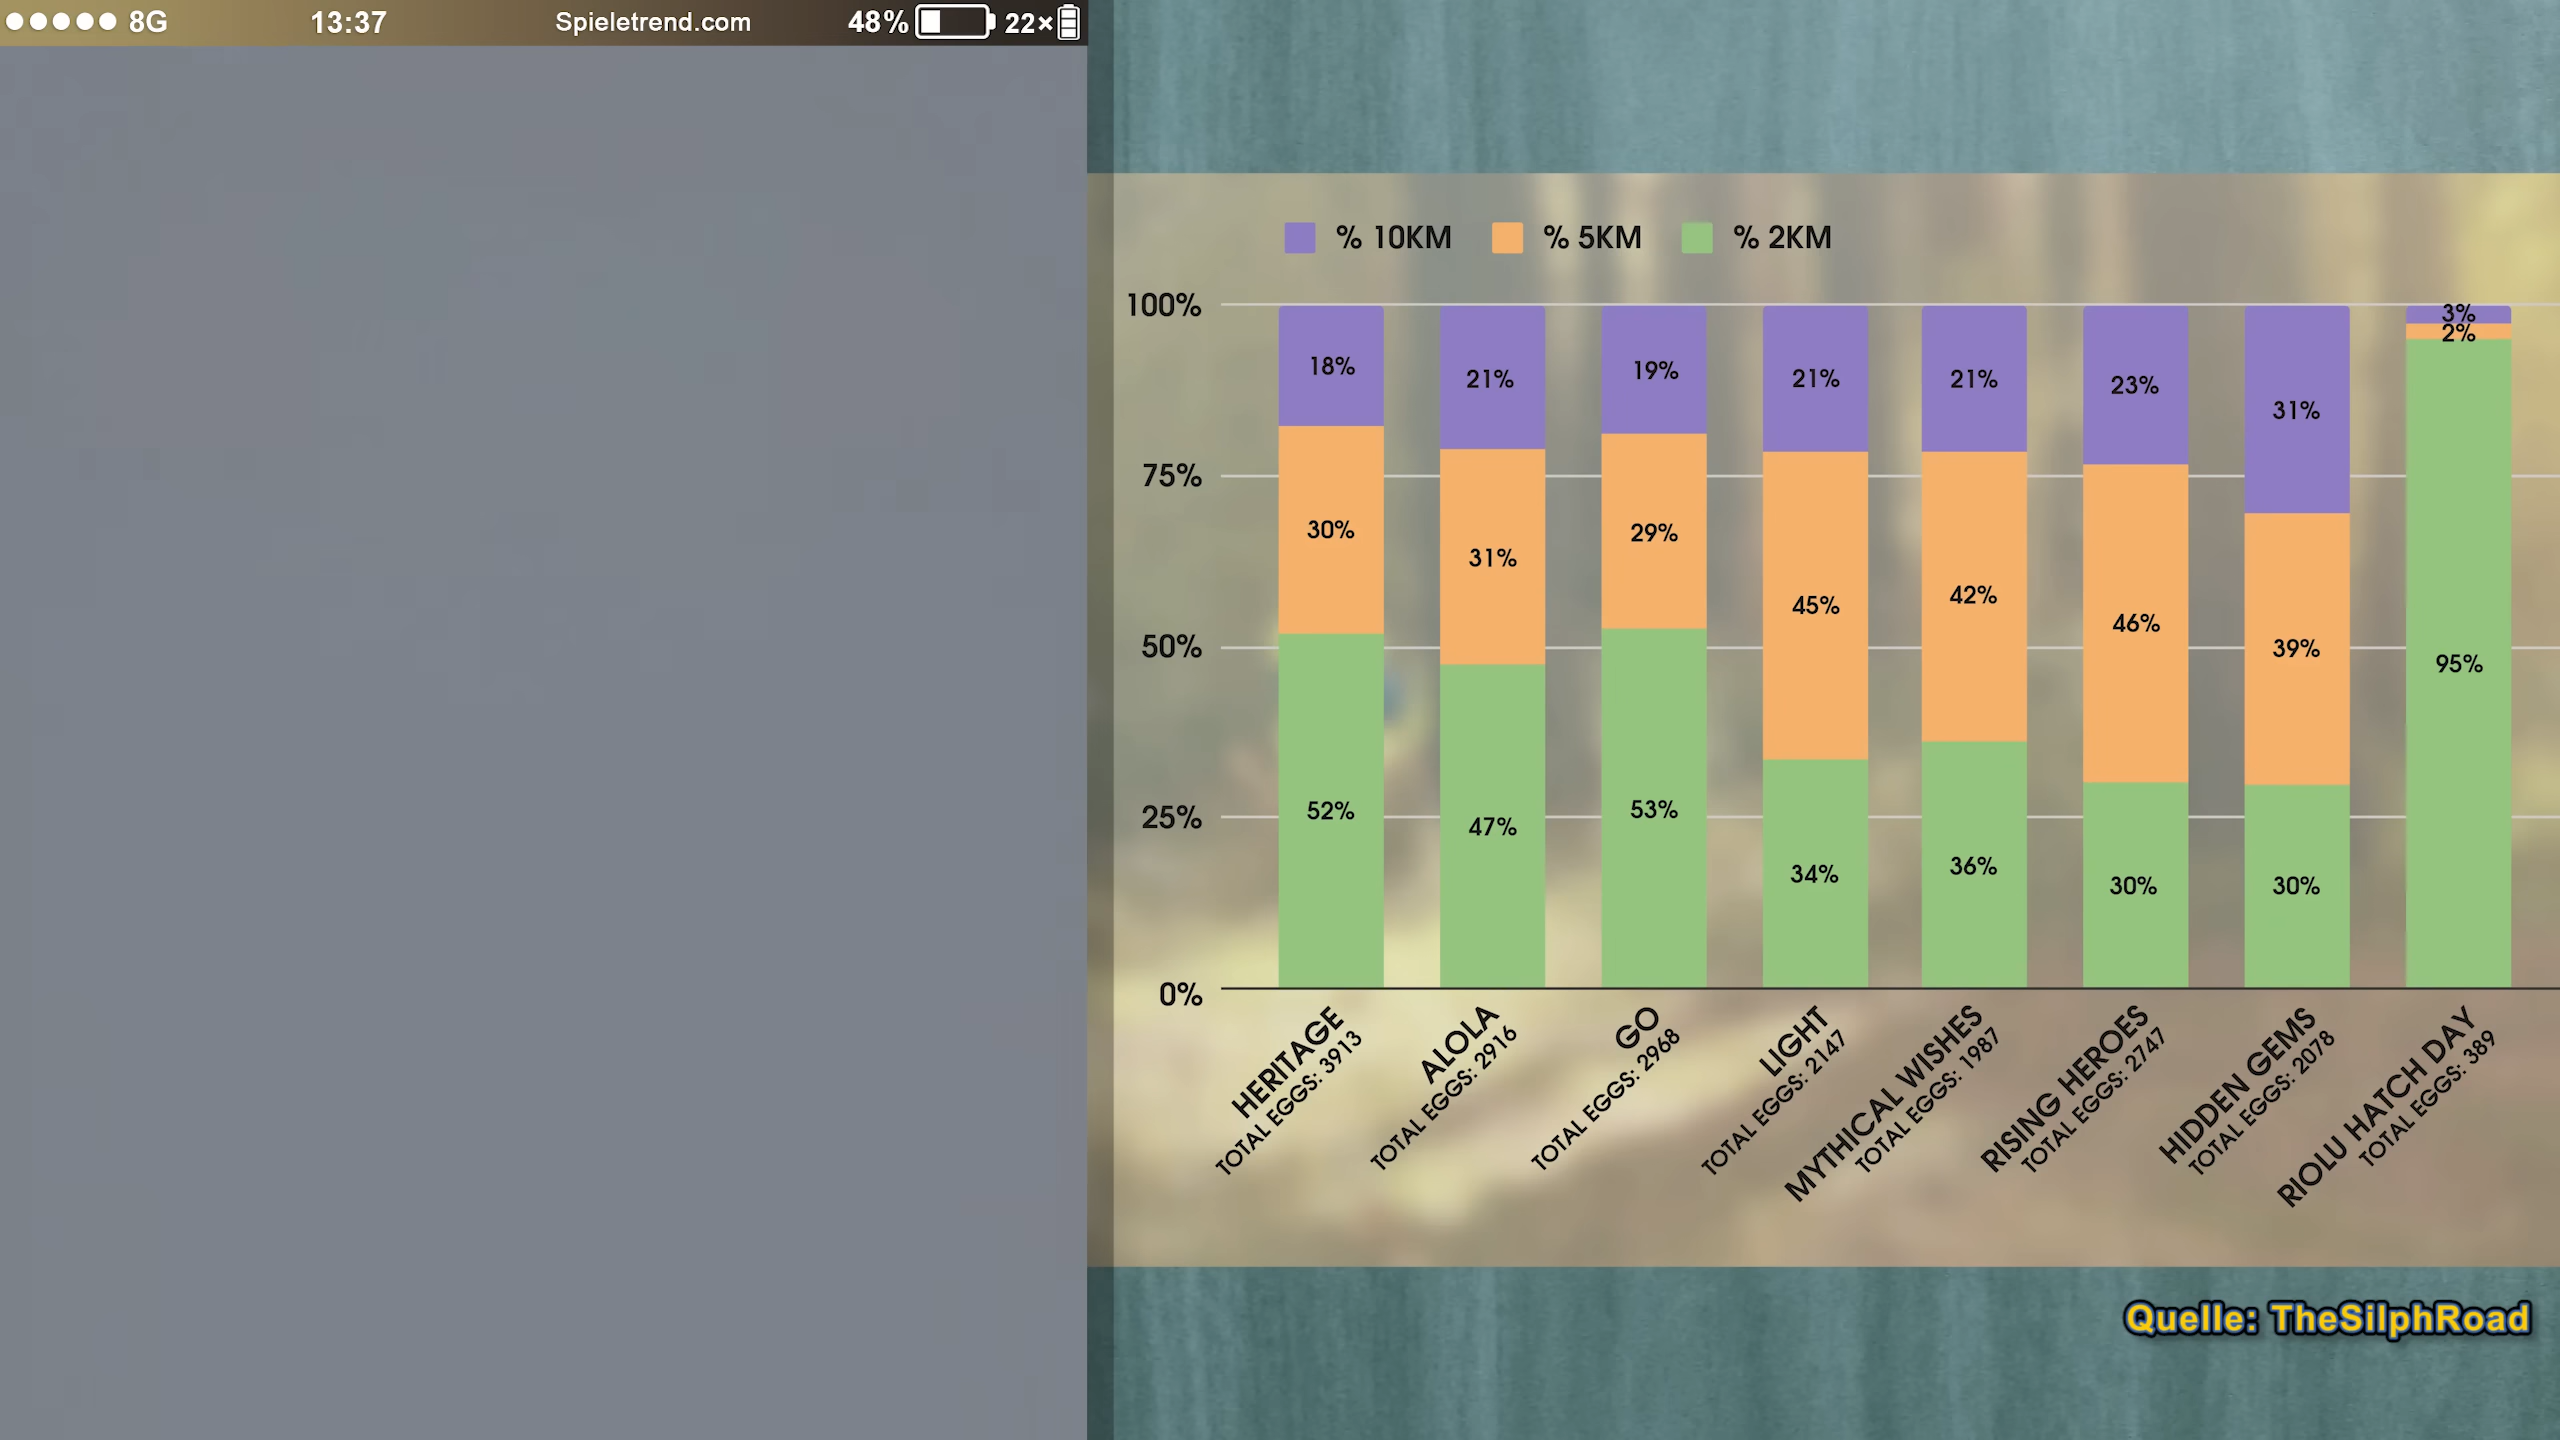 8G 13:37 Spieletrend.com 48% 22×
% 10KM % 5KM % 2KM
100%
75%
50%
25%
0%
18% 21% 19% 21% 21% 23% 31% 3%
30% 31% 29% 45% 42% 46% 39% 2%
52% 47% 53% 34% 36% 30% 30% 95%
HERITAGE
TOTAL EGGS: 3913
ALOLA
TOTAL EGGS: 2916
GO
TOTAL EGGS: 2968
LIGHT
TOTAL EGGS: 2147
MYTHICAL WISHES
TOTAL EGGS: 1987
RISING HEROES
TOTAL EGGS: 2747
HIDDEN GEMS
TOTAL EGGS: 2078
RIOLU HATCH DAY
TOTAL EGGS: 389
Quelle: TheSilphRoad